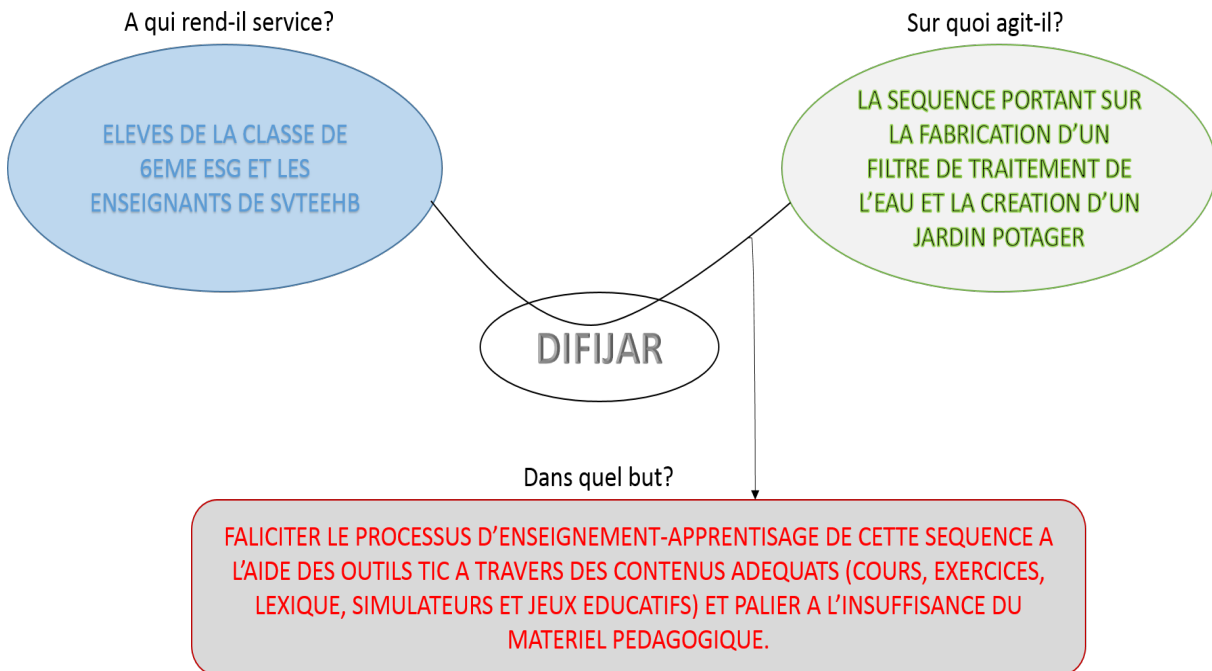 A qui rend-il service?
Sur quoi agit-il?
ELEVES DE LA CLASSE DE
6EME ESG ET LES
ENSEIGNANTS DE SVTEEHB
LA SEQUENCE PORTANT SUR
LA FABRICATION D’UN
FILTRE DE TRAITEMENT DE
L’EAU ET LA CREATION D’UN
JARDIN POTAGER
DIFIJAR
Dans quel but?
FALICITER LE PROCESSUS D’ENSEIGNEMENT-APPRENTISAGE DE CETTE SEQUENCE A
L’AIDE DES OUTILS TIC A TRAVERS DES CONTENUS ADEQUATS (COURS, EXERCICES,
LEXIQUE, SIMULATEURS ET JEUX EDUCATIFS) ET PALIER A L’INSUFFISANCE DU
MATERIEL PEDAGOGIQUE.